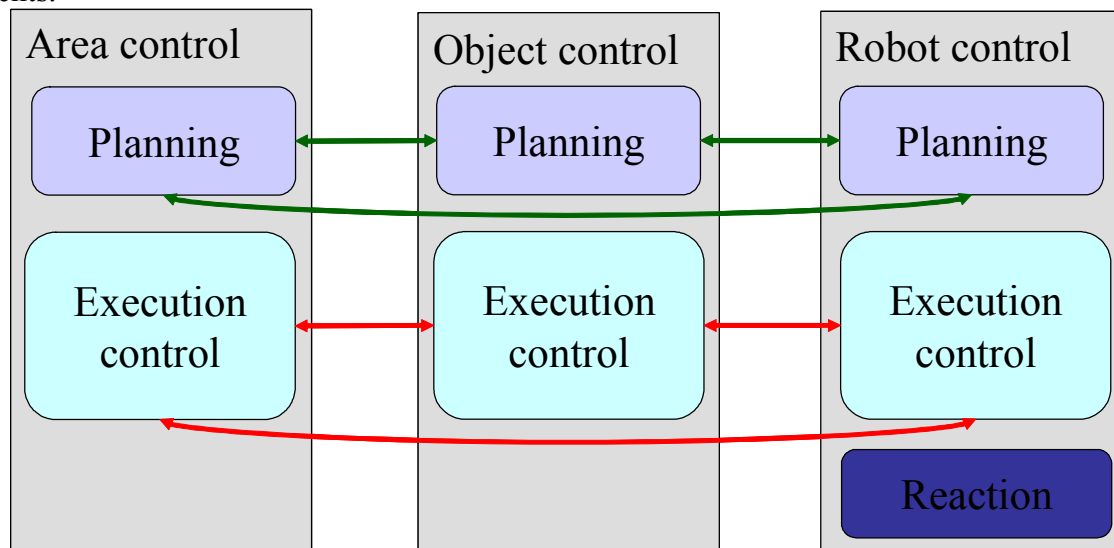 Area control
Object control
Robot control
Planning
Planning
Planning
Execution
control
Execution
control
Execution
control
Reaction